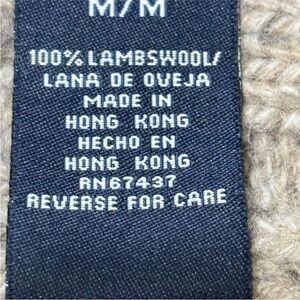 M/M
100% LAMBSWOOL/
LANA DE OVEJA
MADE IN
HONG KONG
HECHO EN
HONG KONG
RN67437
REVERSE FOR CARE